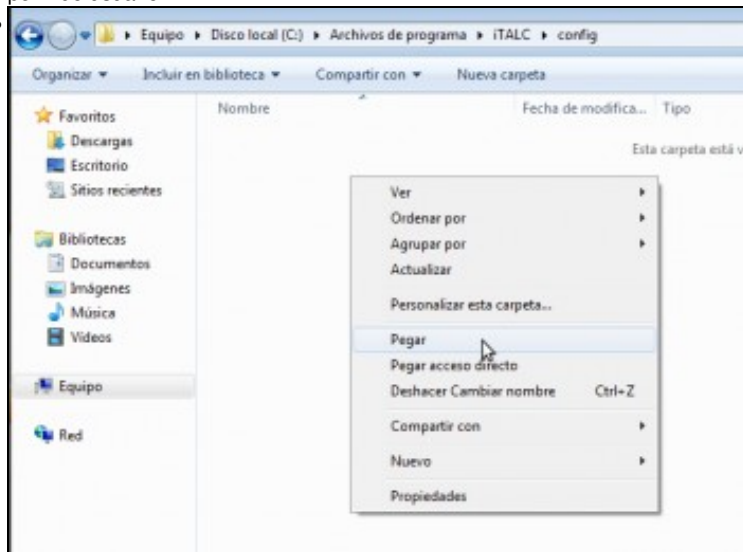 Equipo ▸ Disco local (C:) ▸ Archivos de programa ▸ iTALC ▸ config
Organizar Incluir en biblioteca Compartir con Nueva carpeta
Nombre Fecha de modifica... Tipo
Esta carpeta está v
Favoritos
Descargas
Escritorio
Sitios recientes
Bibliotecas
Documentos
Imágenes
Música
Vídeos
Equipo
Red
Ver
Ordenar por
Agrupar por
Actualizar
Personalizar esta carpeta...
Pegar
Pegar acceso directo
Deshacer Cambiar nombre Ctrl+Z
Compartir con
Nuevo
Propiedades